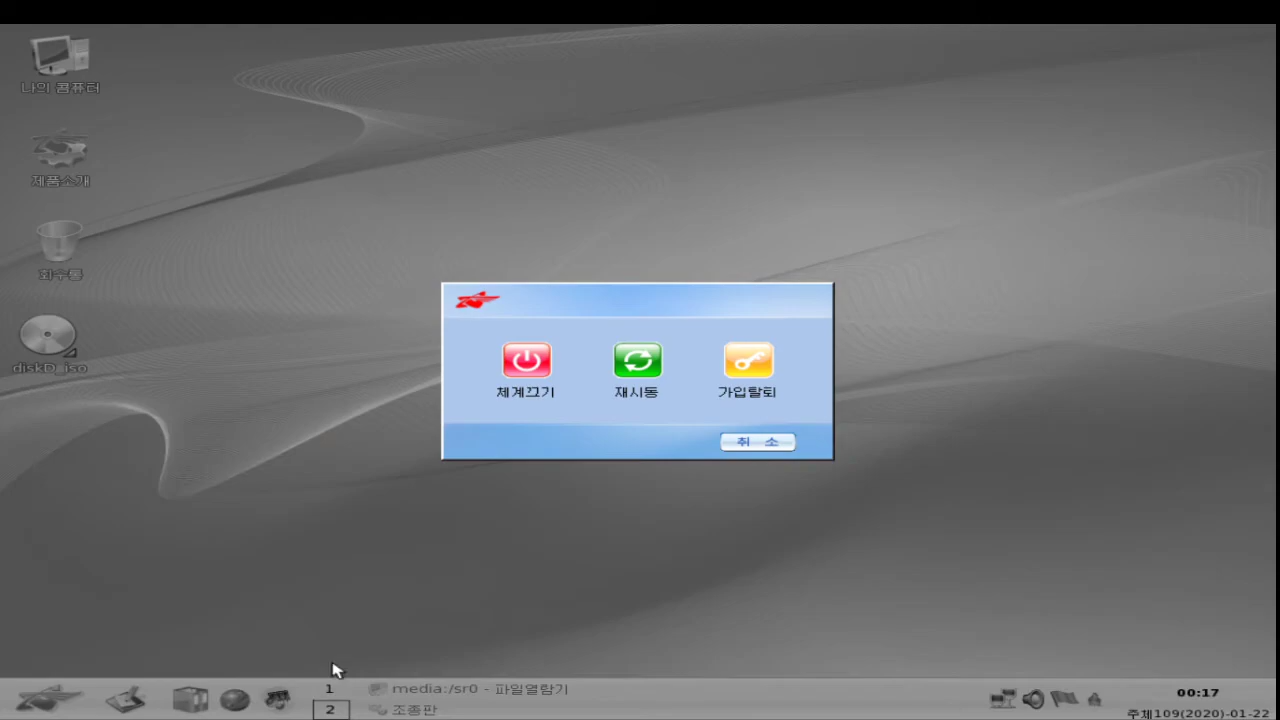 나의 콤퓨터
제품소개
회수통
diskD_iso
체계끄기
재시동
가입탈퇴
취 소
1
2
media:/sr0 - 파일열람기
조종판
00:17
주체109(2020)-01-22